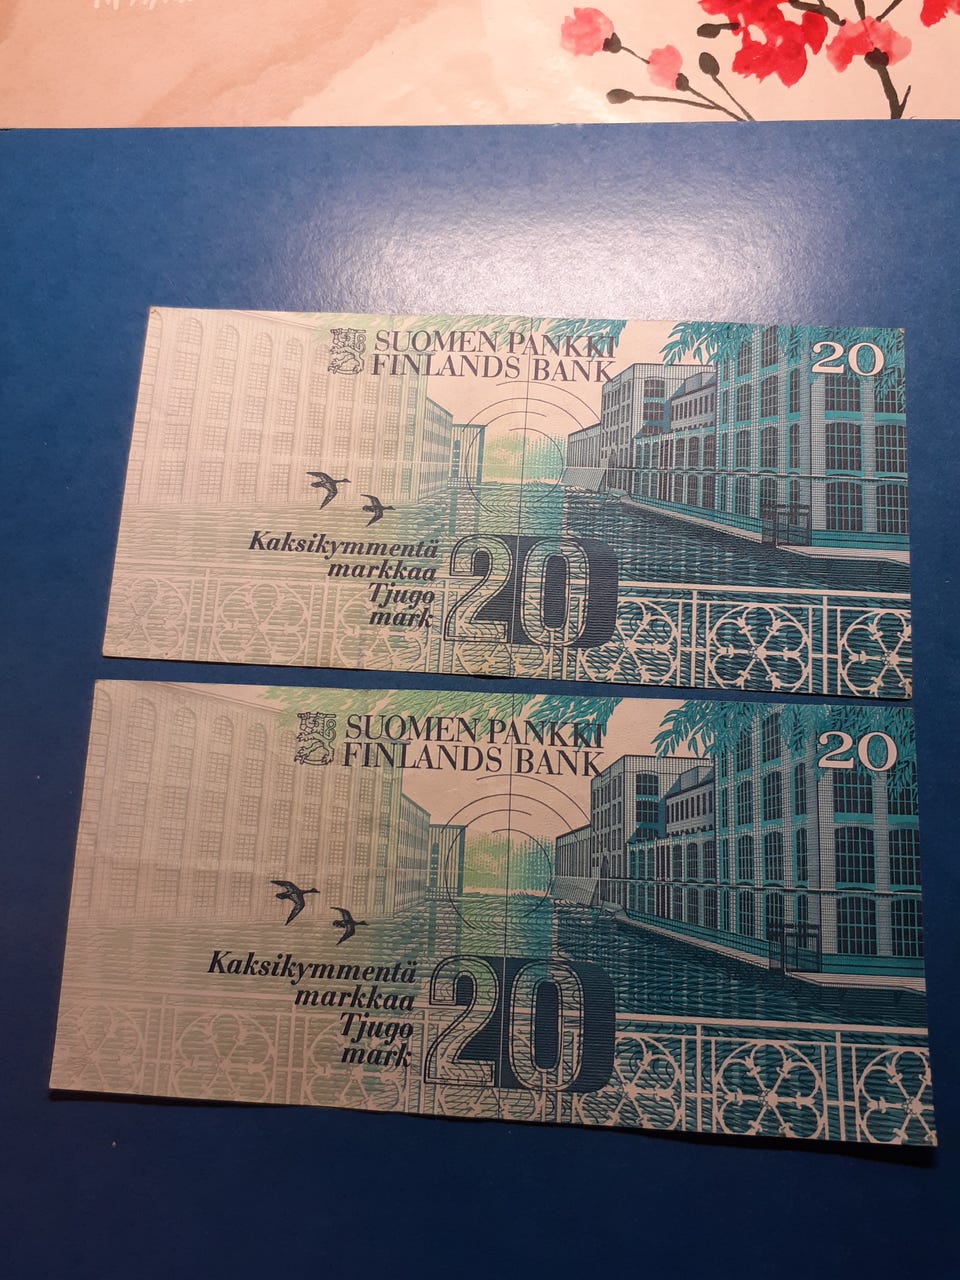 SUOMEN PANKKI
FINLANDS BANK
20
Kaksikymmentä
markkaa
Tjugo
mark
20
SUOMEN PANKKI
FINLANDS BANK
20
Kaksikymmentä
markkaa
Tjugo
mark
20